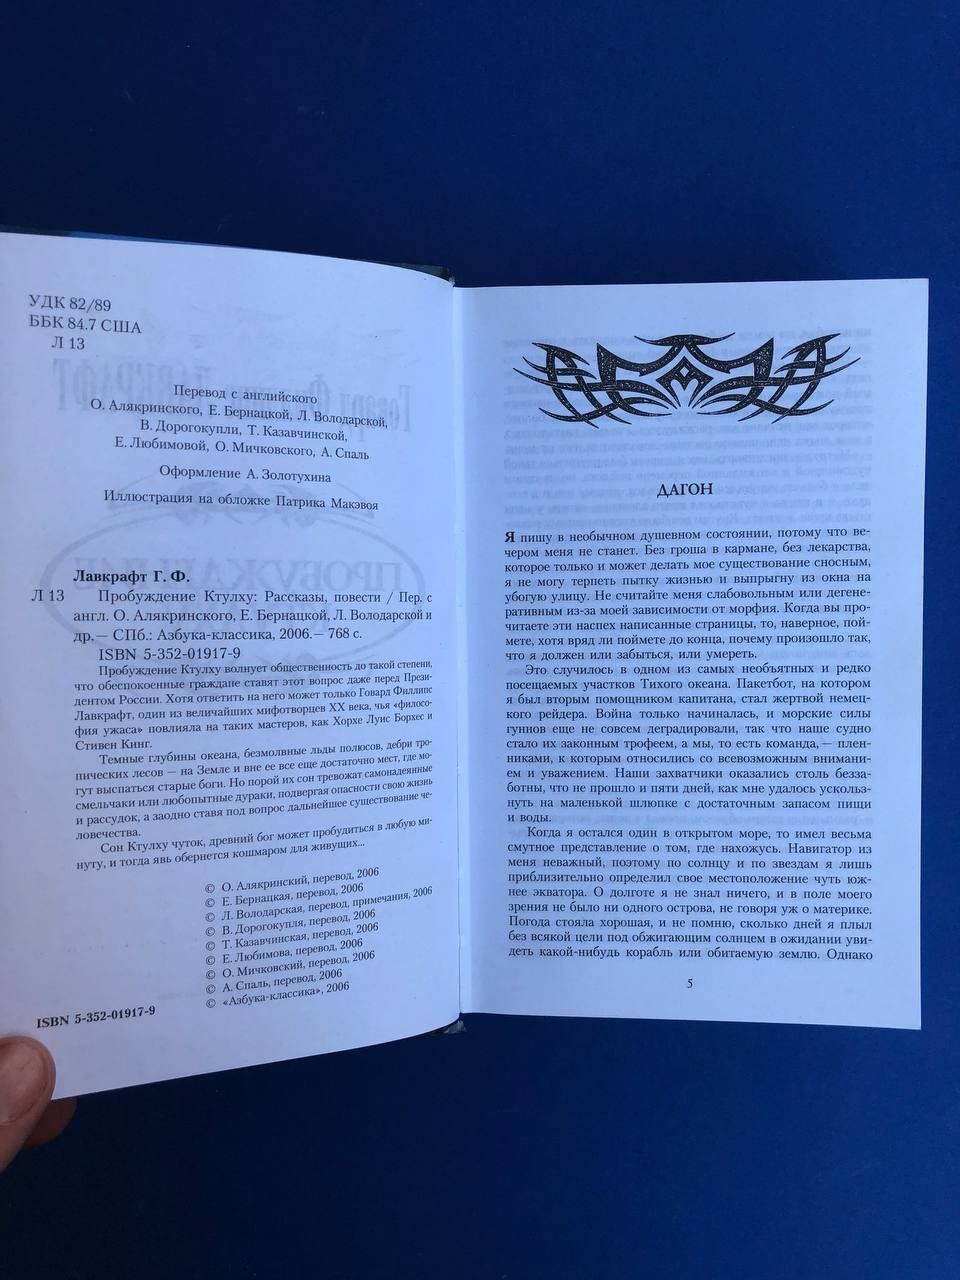 УДК 82/89
ББК 84.7 США
Л 13
Перевод с английского
О. Алякринского, Е. Бернацкой, Л. Володарской,
В. Дорогокупли, Т. Казавчинской,
Е. Любимовой, О. Мичковского, А. Спаль
Оформление А. Золотухина
Иллюстрация на обложке Патрика Макэвоя
Лавкрафт Г. Ф.
Л 13 Пробуждение Ктулху: Рассказы, повести / Пер. с
англ. О. Алякринского, Е. Бернацкой, Л. Володарской и
др.— СПб.: Азбука-классика, 2006.— 768 с.
ISBN 5-352-01917-9
Пробуждение Ктулху волнует общественность до такой степени,
что обеспокоенные граждане ставят этот вопрос даже перед Прези-
дентом России. Хотя ответить на него может только Говард Филлипс
Лавкрафт, один из величайших мифотворцев XX века, чья «филосо-
фия ужаса» повлияла на таких мастеров, как Хорхе Луис Борхес и
Стивен Кинг.
Темные глубины океана, безмолвные льды полюсов, дебри тро-
пических лесов — на Земле и вне ее все еще достаточно мест, где мо-
гут выспаться старые боги. Но порой их сон тревожат самонадеянные
смельчаки или любопытные дураки, подвергая опасности свою жизнь
и рассудок, а заодно ставя под вопрос дальнейшее существование че-
ловечества.
Сон Ктулху чуток, древний бог может пробудиться в любую ми-
нуту, и тогда явь обернется кошмаром для живущих...
© О. Алякринский, перевод, 2006
© Е. Бернацкая, перевод, 2006
© Л. Володарская, перевод, примечания, 2006
© В. Дорогокупля, перевод, 2006
© Т. Казавчинская, перевод, 2006
© Е. Любимова, перевод, 2006
© О. Мичковский, перевод, 2006
© А. Спаль, перевод, 2006
© «Азбука-классика», 2006
ISBN 5-352-01917-9
ДАГОН
Я пишу в необычном душевном состоянии, потому что ве-
чером меня не станет. Без гроша в кармане, без лекарства,
которое только и может делать мое существование сносным,
я не могу терпеть пытку жизнью и выпрыгну из окна на
убогую улицу. Не считайте меня слабовольным или дегене-
ративным из-за моей зависимости от морфия. Когда вы про-
читаете эти наспех написанные страницы, то, наверное, пой-
мете, хотя вряд ли поймете до конца, почему произошло так,
что я должен или забыться, или умереть.
Это случилось в одном из самых необъятных и редко
посещаемых участков Тихого океана. Пакетбот, на котором
я был вторым помощником капитана, стал жертвой немец-
кого рейдера. Война только начиналась, и морские силы
гуннов еще не совсем деградировали, так что наше судно
стало их законным трофеем, а мы, то есть команда,— плен-
никами, к которым относились со всевозможным внимани-
ем и уважением. Наши захватчики оказались столь безза-
ботны, что не прошло и пяти дней, как мне удалось ускольз-
нуть на маленькой шлюпке с достаточным запасом пищи
и воды.
Когда я остался один в открытом море, то имел весьма
смутное представление о том, где нахожусь. Навигатор из
меня неважный, поэтому по солнцу и по звездам я лишь
приблизительно определил свое местоположение чуть юж-
нее экватора. О долготе я не знал ничего, и в поле моего
зрения не было ни одного острова, не говоря уж о материке.
Погода стояла хорошая, и не помню, сколько дней я плыл
без всякой цели под обжигающим солнцем в ожидании уви-
деть какой-нибудь корабль или обитаемую землю. Однако
5